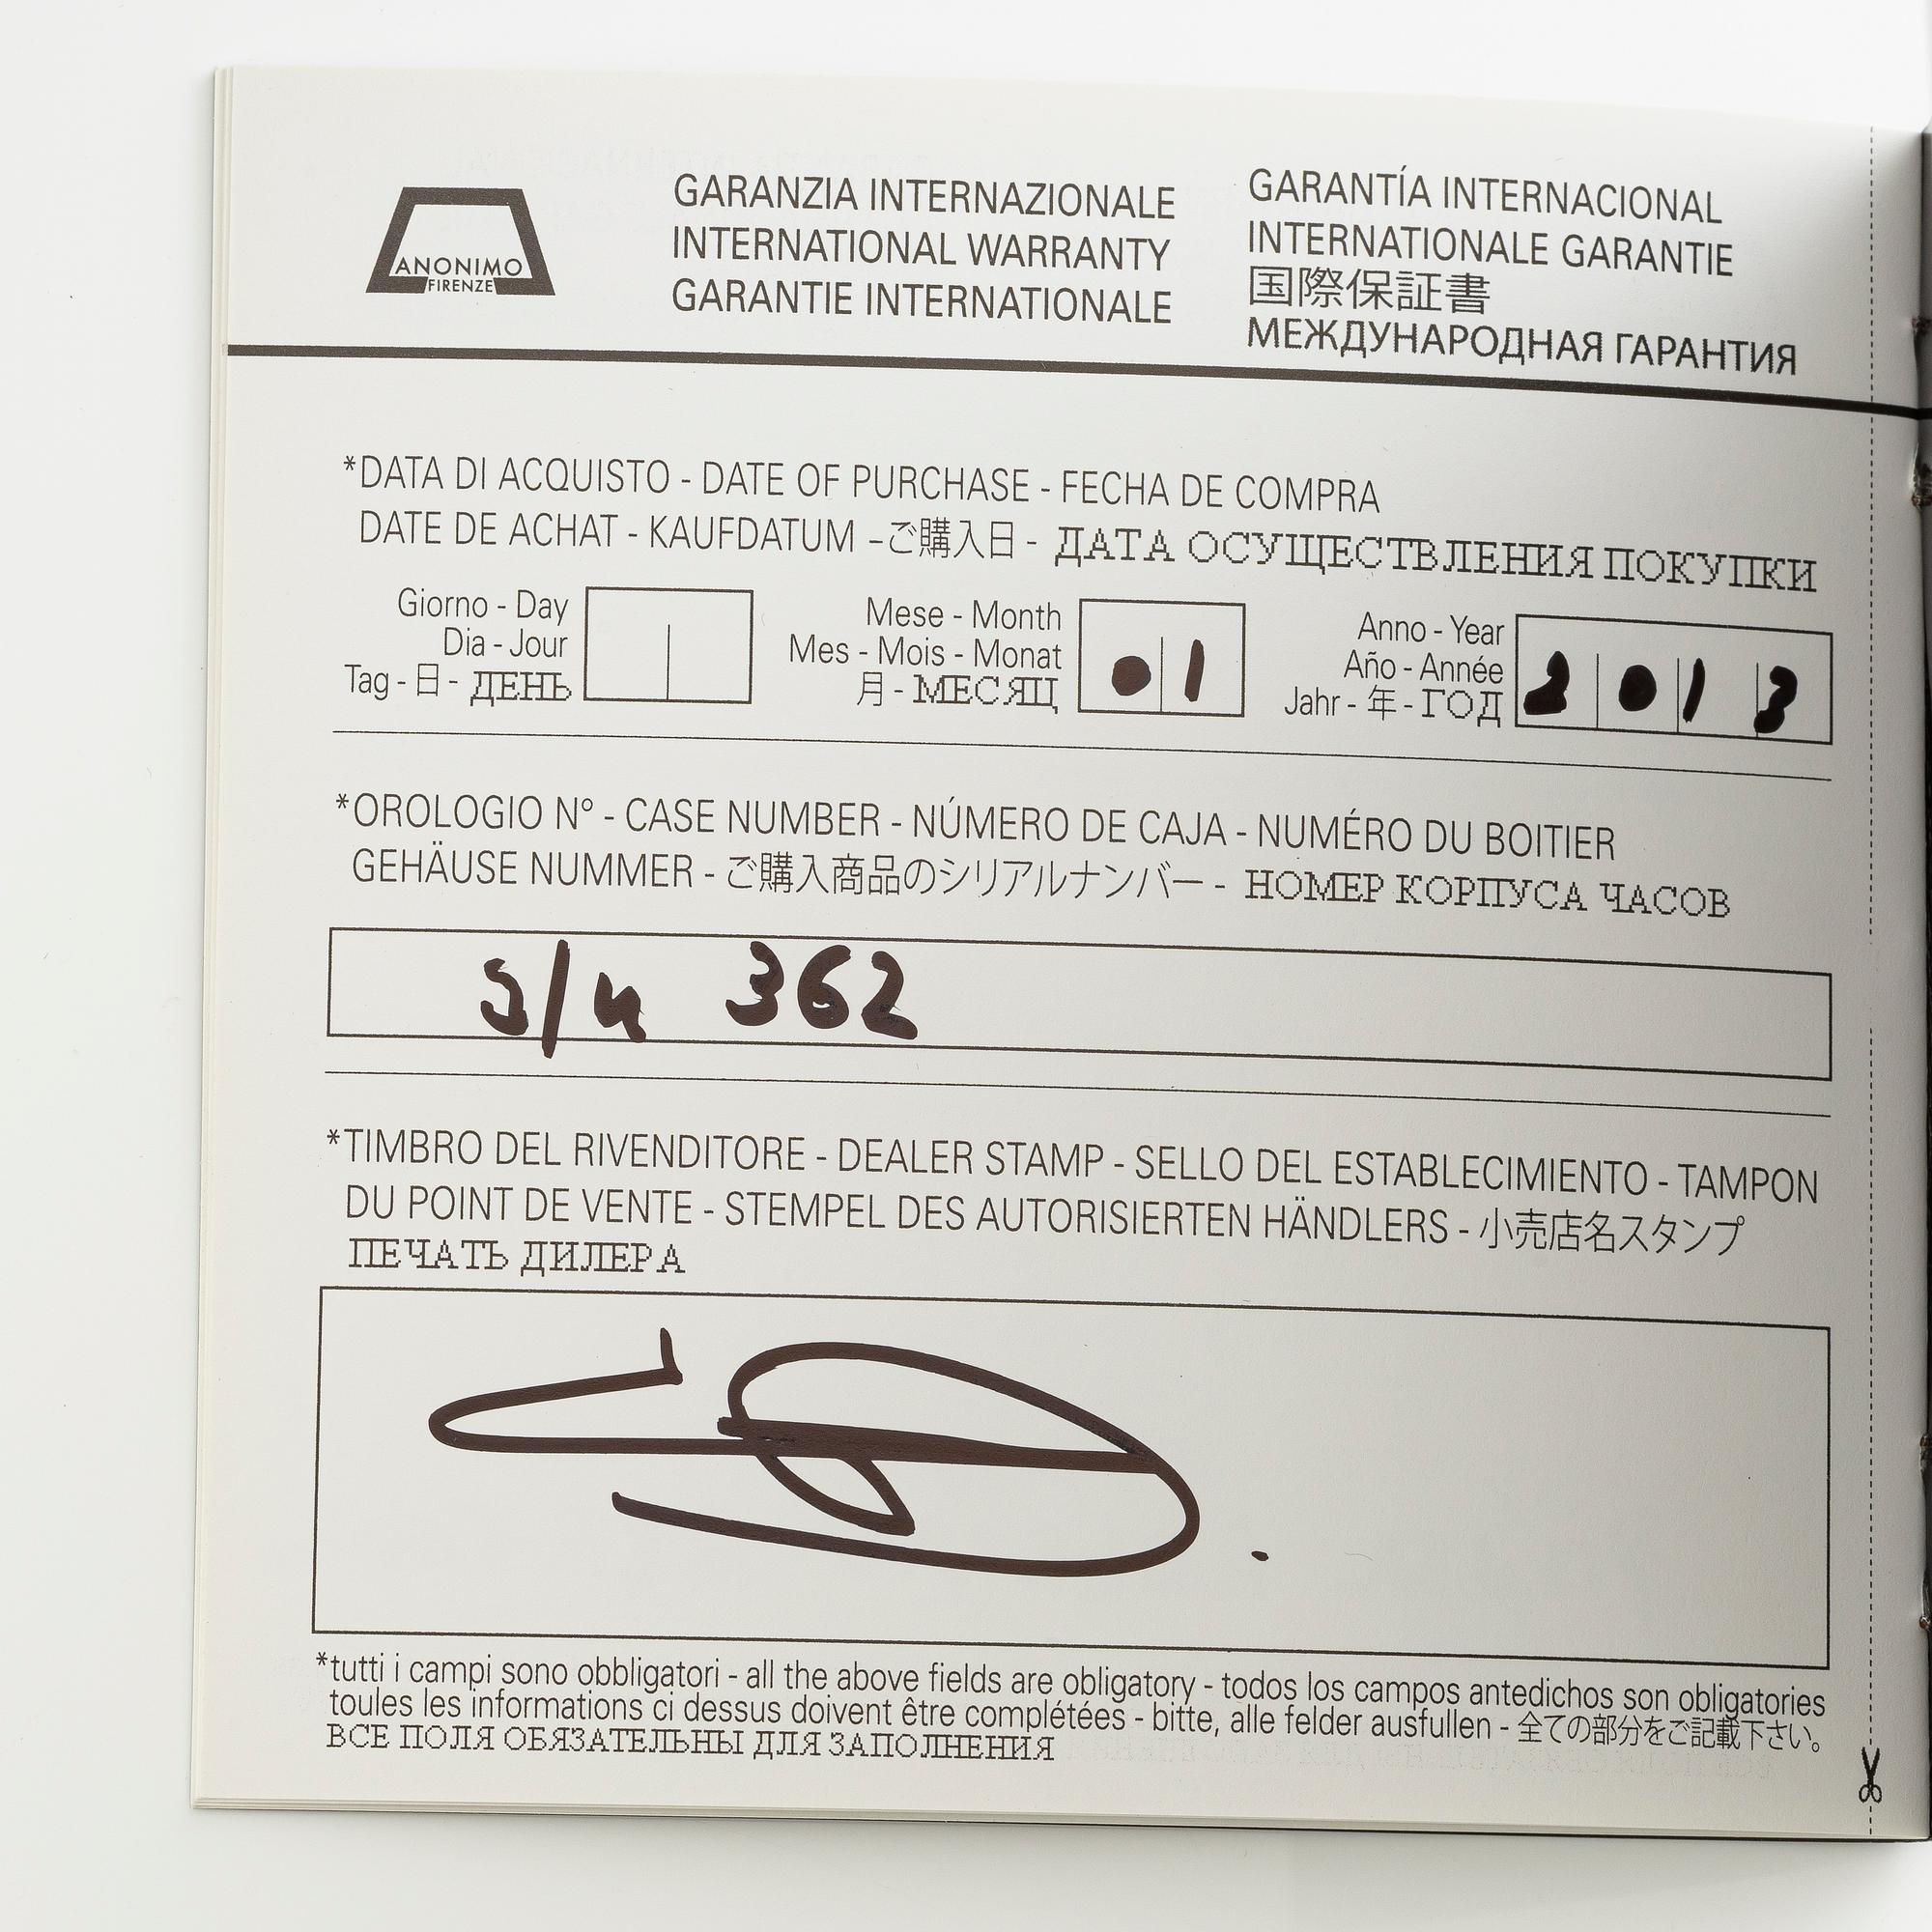 ANONIMO
FIRENZE
GARANZIA INTERNAZIONALE
INTERNATIONAL WARRANTY
GARANTIE INTERNATIONALE
GARANTÍA INTERNACIONAL
INTERNATIONALE GARANTIE
国際保証書
МЕЖДУНАРОДНАЯ ГАРАНТИЯ
*DATA DI ACQUISTO - DATE OF PURCHASE - FECHA DE COMPRA
DATE DE ACHAT - KAUFDATUM -ご購入日 - ДАТА ОСУЩЕСТВЛЕНИЯ ПОКУПКИ
Giorno - Day
Dia - Jour
Tag - 日 - ДЕНЬ
Mese - Month
Mes - Mois - Monat
月 - МЕСЯЦ
01
Anno - Year
Año - Année
Jahr - 年 - ГОД
2013
*OROLOGIO N° - CASE NUMBER - NÚMERO DE CAJA - NUMÉRO DU BOITIER
GEHÄUSE NUMMER - ご購入商品のシリアルナンバー - НОМЕР КОРПУСА ЧАСОВ
s/n 362
*TIMBRO DEL RIVENDITORE - DEALER STAMP - SELLO DEL ESTABLECIMIENTO - TAMPON
DU POINT DE VENTE - STEMPEL DES AUTORISIERTEN HÄNDLERS - 小売店名スタンプ
ПЕЧАТЬ ДИЛЕРА
*tutti i campi sono obbligatori - all the above fields are obligatory - todos los campos antedichos son obligatories
toules les informations ci dessus doivent être complétées - bitte, alle felder ausfullen - 全ての部分をご記載下さい。
ВСЕ ПОЛЯ ОБЯЗАТЕЛЬНЫ ДЛЯ ЗАПОЛНЕНИЯ